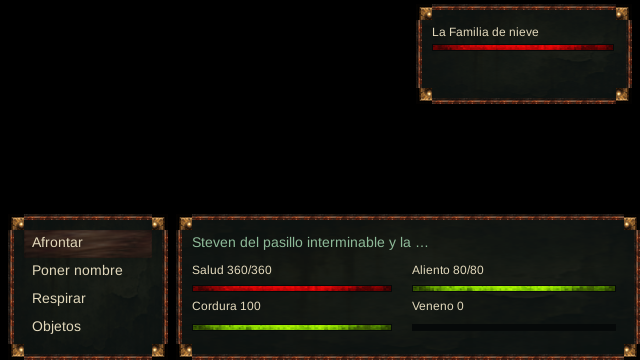 La Familia de nieve
Afrontar
Poner nombre
Respirar
Objetos
Steven del pasillo interminable y la …
Salud 360/360
Aliento 80/80
Cordura 100
Veneno 0